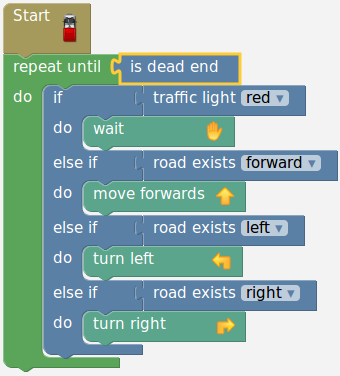 Start
repeat until is dead end
do if traffic light red
do wait
else if road exists forward
do move forwards
else if road exists left
do turn left
else if road exists right
do turn right